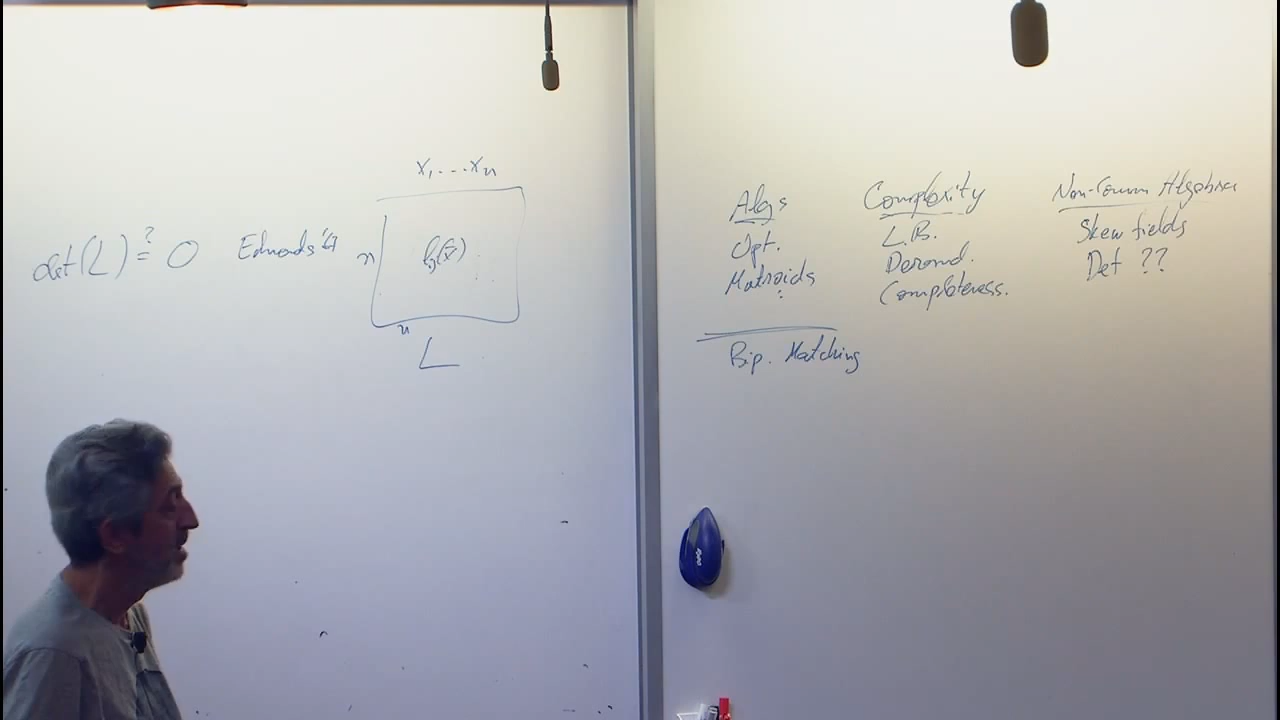 x₁...xₙ
det(L) ?= 0 Edmonds '67
n
n
L
Algs
Opt.
Matroids
Complexity
L.B.
Derand.
Completeness.
Non-Comm Algebra
Skew fields
Det ??
Bip. Matching